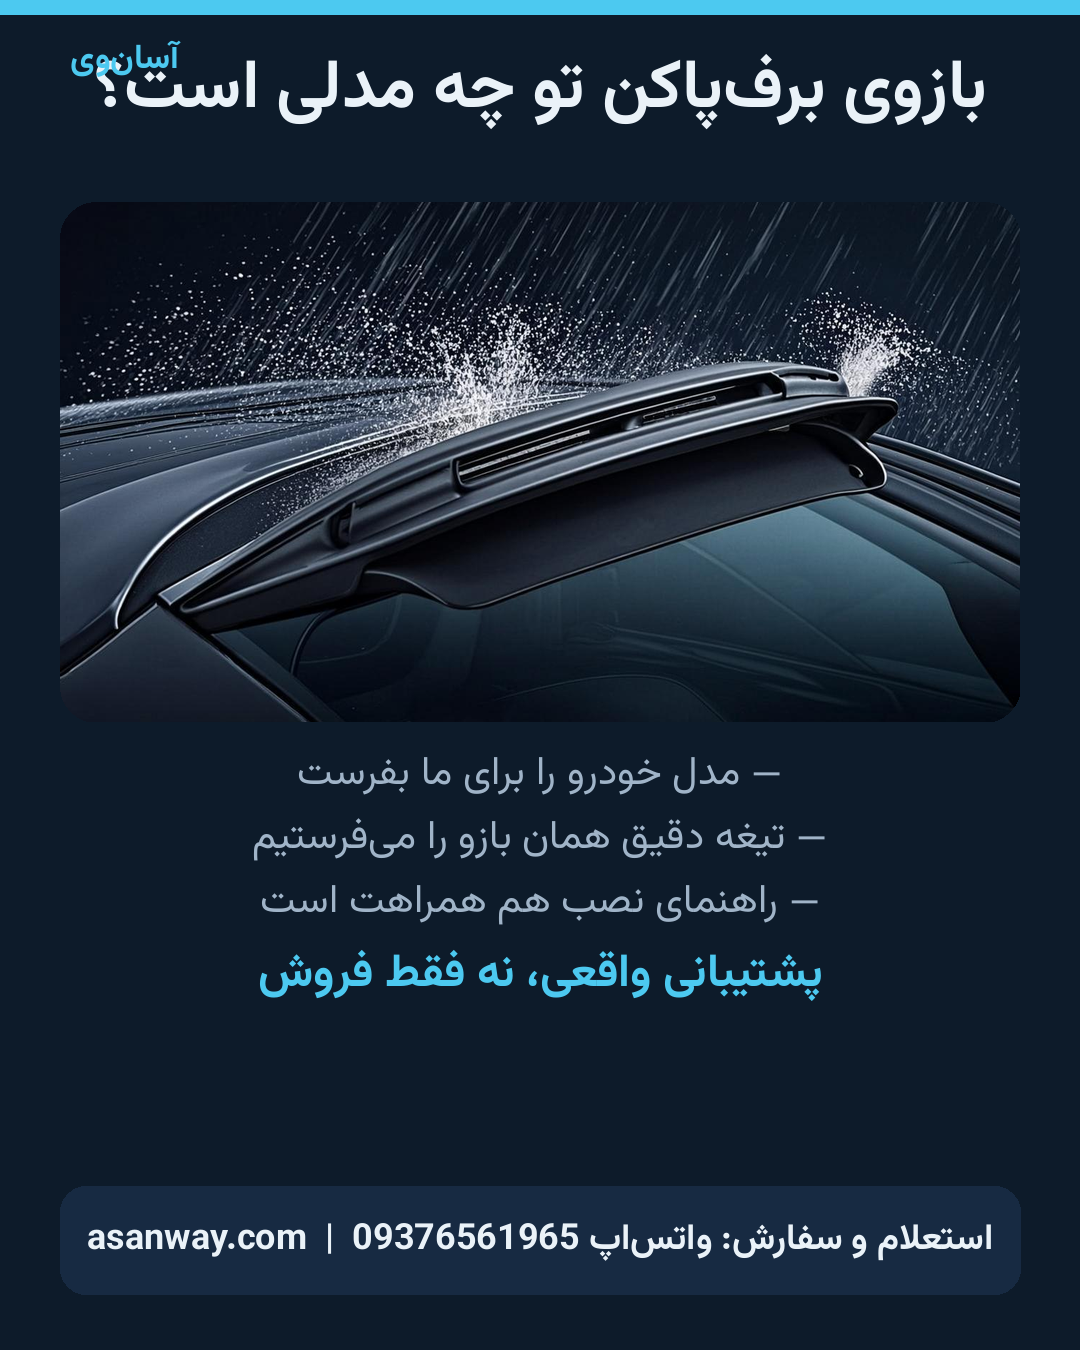 آسان‌وی
بازوی برف‌پاکن تو چه مدلی است؟
— مدل خودرو را برای ما بفرست
— تیغه دقیق همان بازو را می‌فرستیم
— راهنمای نصب هم همراهت است
پشتیبانی واقعی، نه فقط فروش
استعلام و سفارش: واتس‌اپ 09376561965 | asanway.com